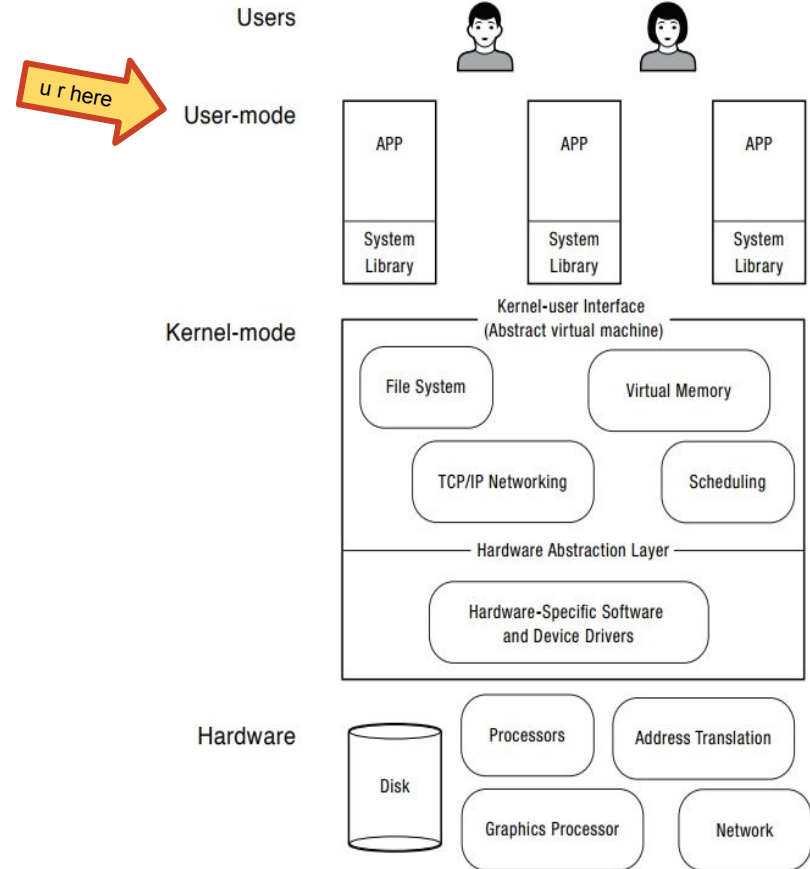 Users
u r here
User-mode
APP
APP
APP
System
Library
System
Library
System
Library
Kernel-mode
Kernel-user Interface
(Abstract virtual machine)
File System
Virtual Memory
TCP/IP Networking
Scheduling
Hardware Abstraction Layer
Hardware-Specific Software
and Device Drivers
Hardware
Disk
Processors
Address Translation
Graphics Processor
Network